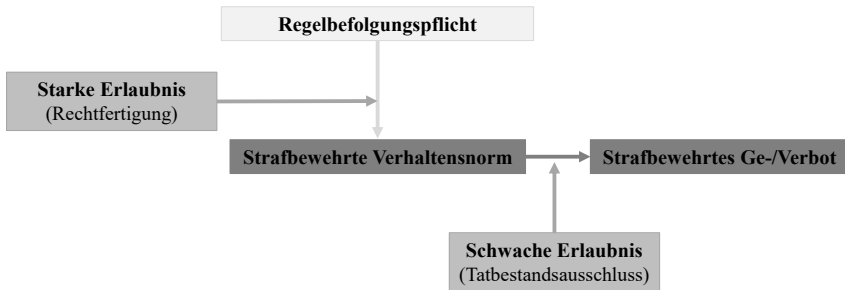 Regelbefolgungspflicht
Starke Erlaubnis
(Rechtfertigung)
Strafbewehrte Verhaltensnorm
Strafbewehrtes Ge-/Verbot
Schwache Erlaubnis
(Tatbestandsausschluss)